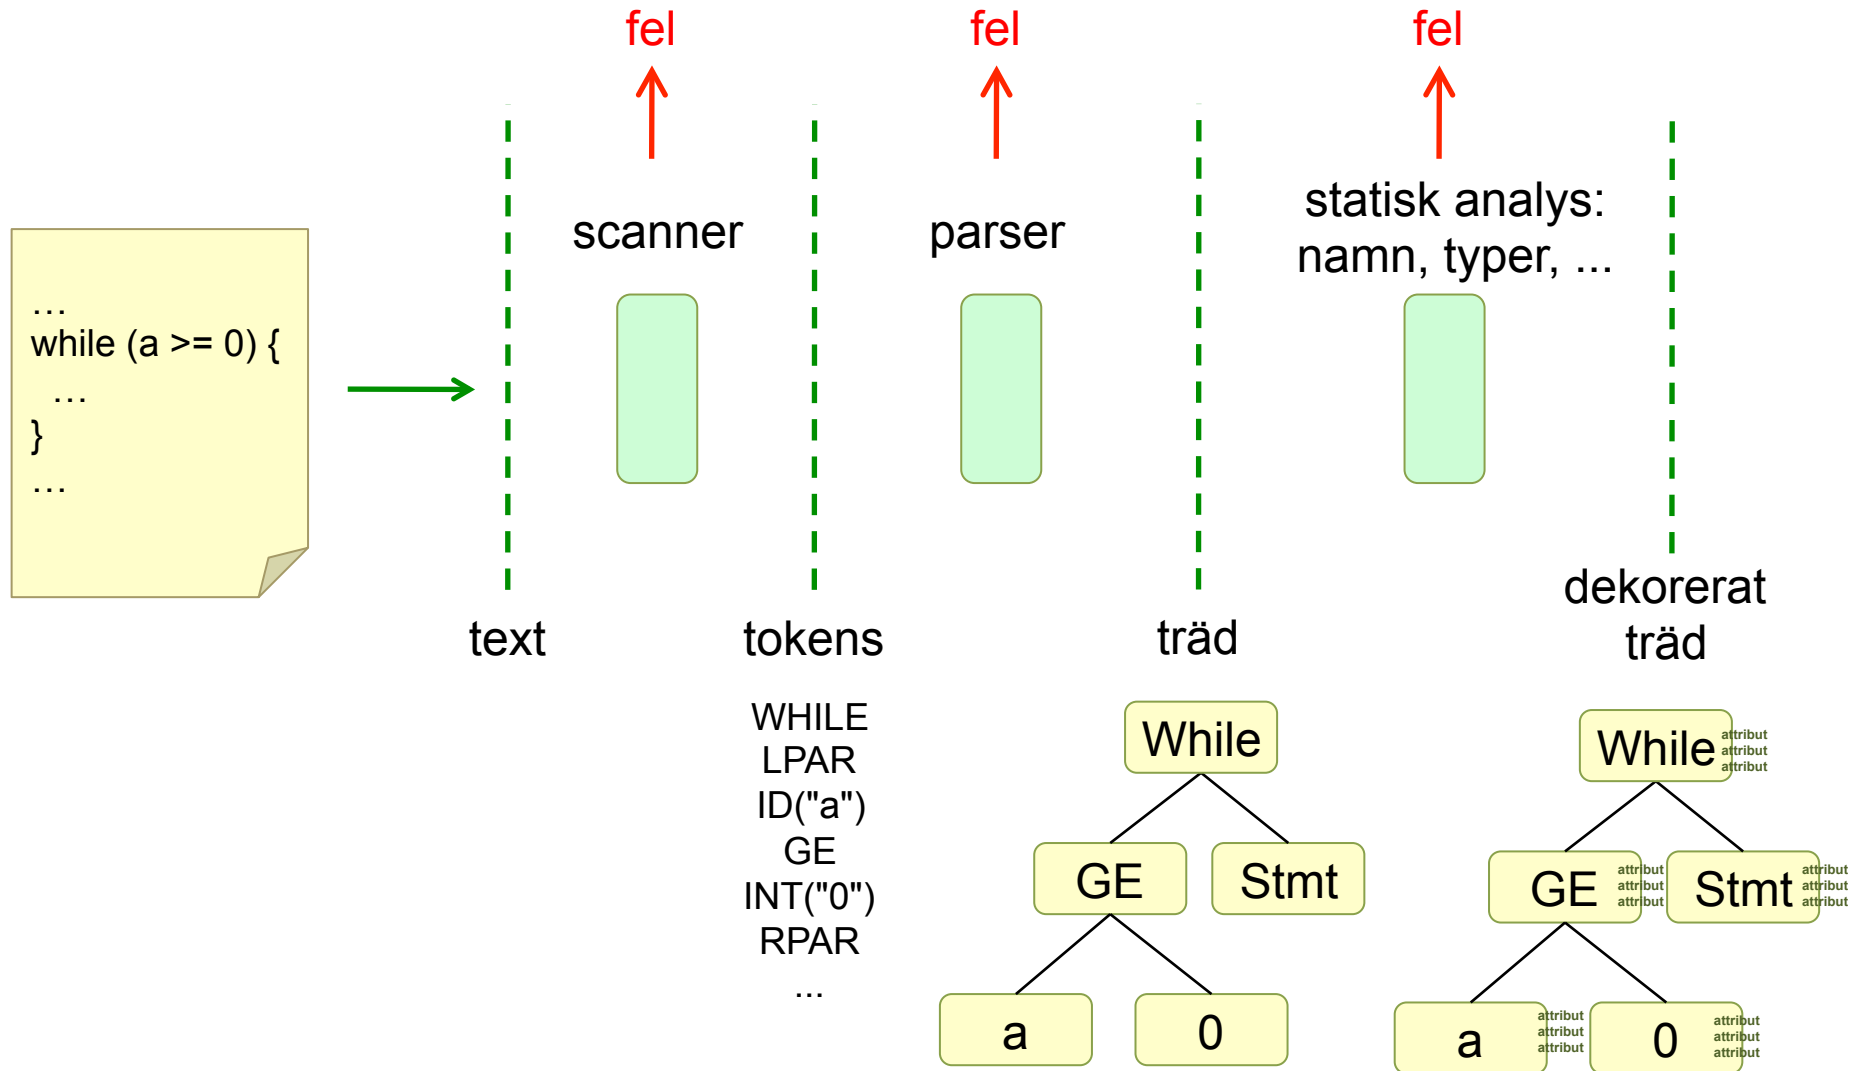 fel
fel
fel
scanner
parser
statisk analys:
namn, typer, ...
…
while (a >= 0) {
…
}
…
text
tokens
träd
dekorerat
träd
WHILE
LPAR
ID("a")
GE
INT("0")
RPAR
...
While
GE
Stmt
a
0
While
attribut
attribut
attribut
GE
attribut
attribut
attribut
Stmt
attribut
attribut
attribut
a
attribut
attribut
attribut
0
attribut
attribut
attribut